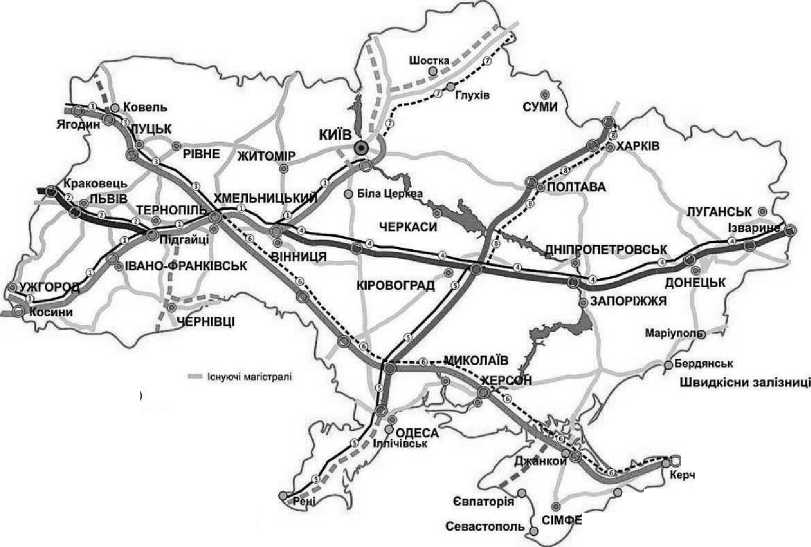 Шостка
Глухів
СУМИ
Ковель
Ягодин
ЛУЦЬК
РІВНЕ
КИЇВ
ЖИТОМІР
ХАРКІВ
ПОЛТАВА
Краковець
ЛЬВІВ
ТЕРНОПІЛЬ
ХМЕЛЬНИЦЬКИЙ
Біла Церква
ЧЕРКАСИ
ЛУГАНСЬК
Ізварине
Підгайці
ВІННИЦЯ
ДНІПРОПЕТРОВСЬК
ІВАНО-ФРАНКІВСЬК
КІРОВОГРАД
ДОНЕЦЬК
УЖГОРОД
Косини
ЗАПОРІЖЖЯ
ЧЕРНІВЦІ
Маріуполь
Існуючі магістралі
МИКОЛАЇВ
ХЕРСОН
Бердянськ
Швидкісни залізниці
)
ОДЕСА
Іллічівськ
Джанкой
Керч
Рені
Євпаторія
СІМФЕ
Севастополь